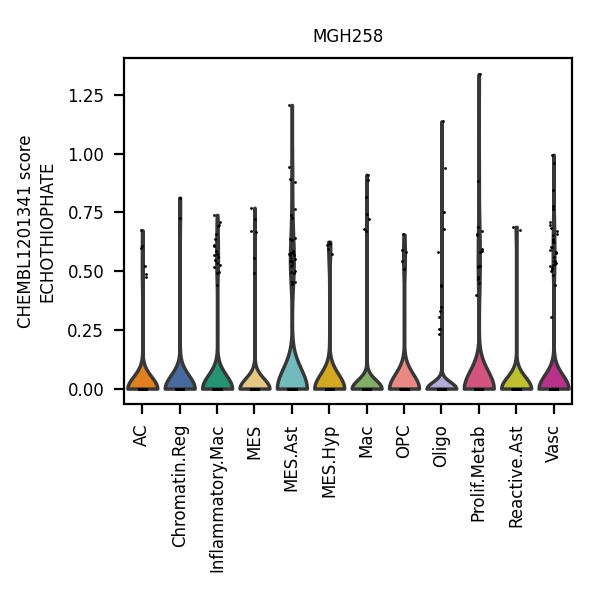 MGH258
CHEMBL1201341 score
ECHOTHIOPHATE
1.25
1.00
0.75
0.50
0.25
0.00
AC
Chromatin.Reg
Inflammatory.Mac
MES
MES.Ast
MES.Hyp
Mac
OPC
Oligo
Prolif.Metab
Reactive.Ast
Vasc